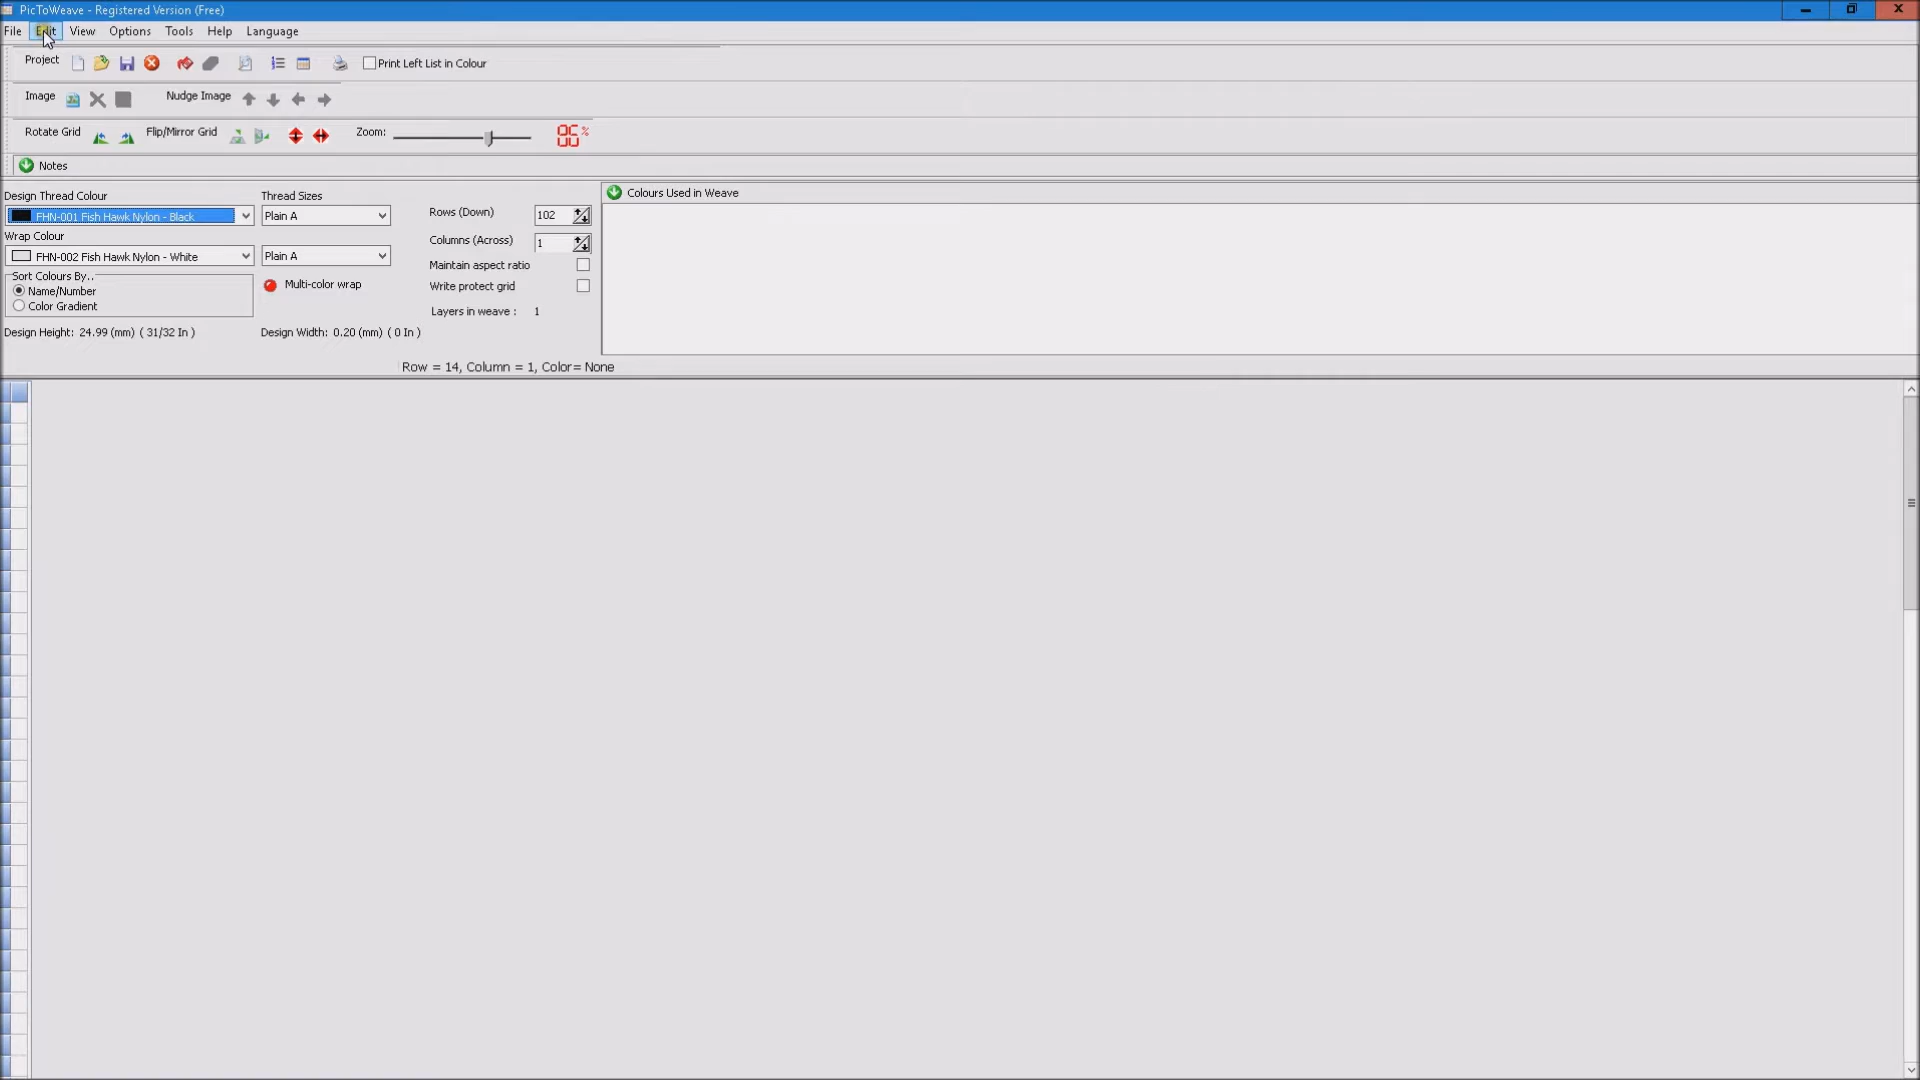 PicToWeave - Registered Version (Free)
File Edit View Options Tools Help Language
Project Print Left List in Colour
Image Nudge Image
Rotate Grid Flip/Mirror Grid Zoom: 86%
Notes
Design Thread Colour Thread Sizes
FHN-001 Fish Hawk Nylon - Black Plain A
Wrap Colour
FHN-002 Fish Hawk Nylon - White Plain A
Sort Colours By..
Name/Number
Color Gradient
Multi-color wrap
Design Height: 24.99 (mm) ( 31/32 In ) Design Width: 0.20 (mm) ( 0 In )
Rows (Down) 102
Columns (Across) 1
Maintain aspect ratio
Write protect grid
Layers in weave : 1
Colours Used in Weave
Row = 14, Column = 1, Color= None